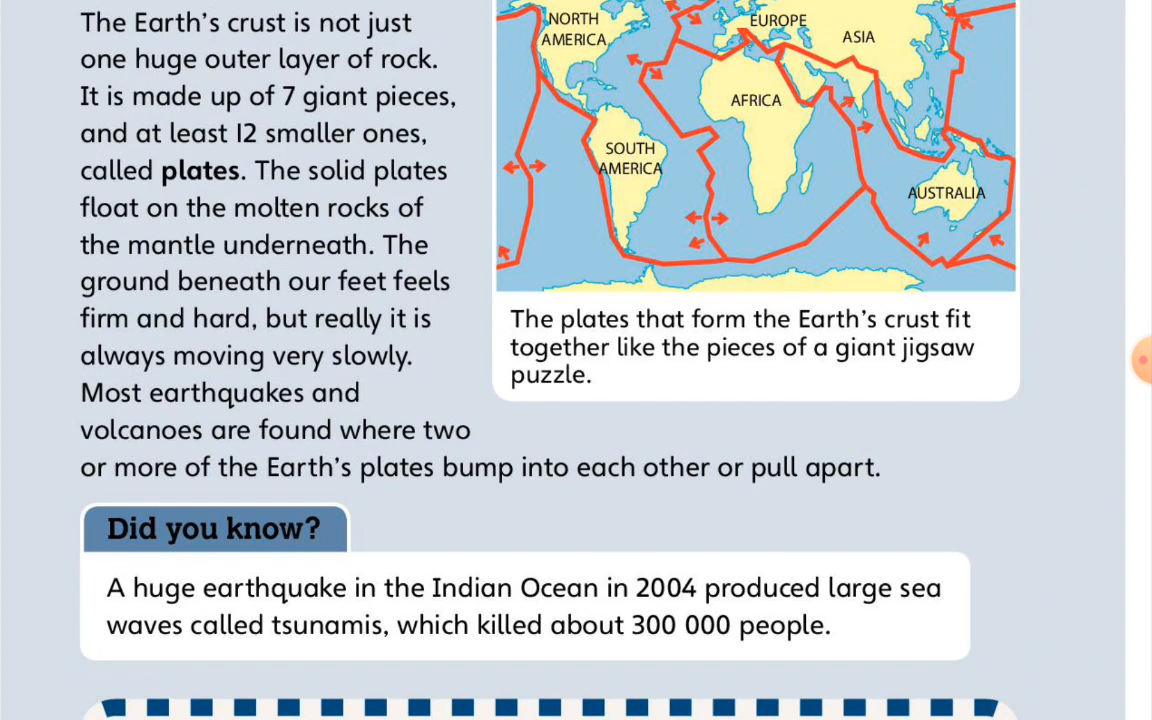 The Earth's crust is not just
one huge outer layer of rock.
It is made up of 7 giant pieces,
and at least 12 smaller ones,
called plates. The solid plates
float on the molten rocks of
the mantle underneath. The
ground beneath our feet feels
firm and hard, but really it is
always moving very slowly.
Most earthquakes and
volcanoes are found where two
or more of the Earth's plates bump into each other or pull apart.
NORTH
AMERICA
EUROPE
ASIA
AFRICA
SOUTH
AMERICA
AUSTRALIA
The plates that form the Earth's crust fit
together like the pieces of a giant jigsaw
puzzle.
Did you know?
A huge earthquake in the Indian Ocean in 2004 produced large sea
waves called tsunamis, which killed about 300 000 people.